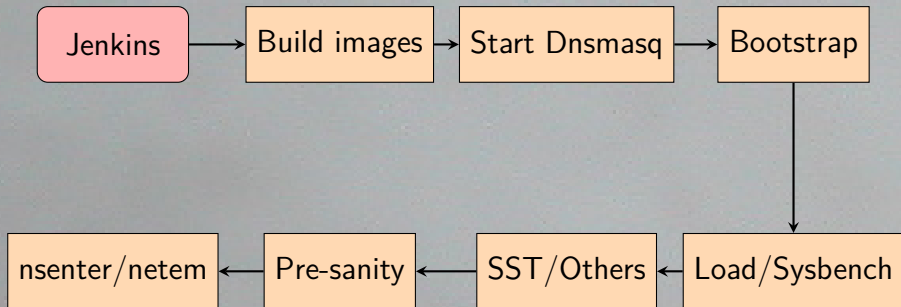 Jenkins
Build images
Start Dnsmasq
Bootstrap
Load/Sysbench
SST/Others
Pre-sanity
nsenter/netem